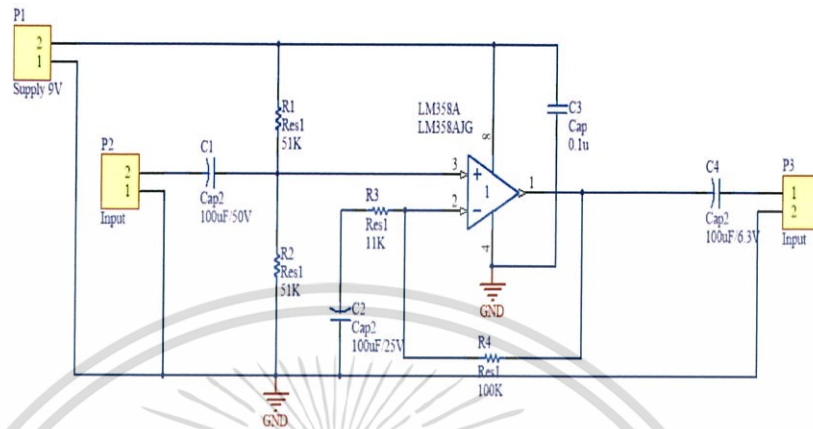 P1
2
1
Supply 9V
R1
Res1
51K
LM358A
LM358AJG
8
C3
Cap
0.1u
P2
2
1
Input
C1
Cap2
100uF/50V
3
+
1
2
-
1
4
R3
Res1
11K
C4
Cap2
100uF/6.3V
P3
1
2
Input
R2
Res1
51K
C2
Cap2
100uF/25V
GND
R4
Res1
100K
GND